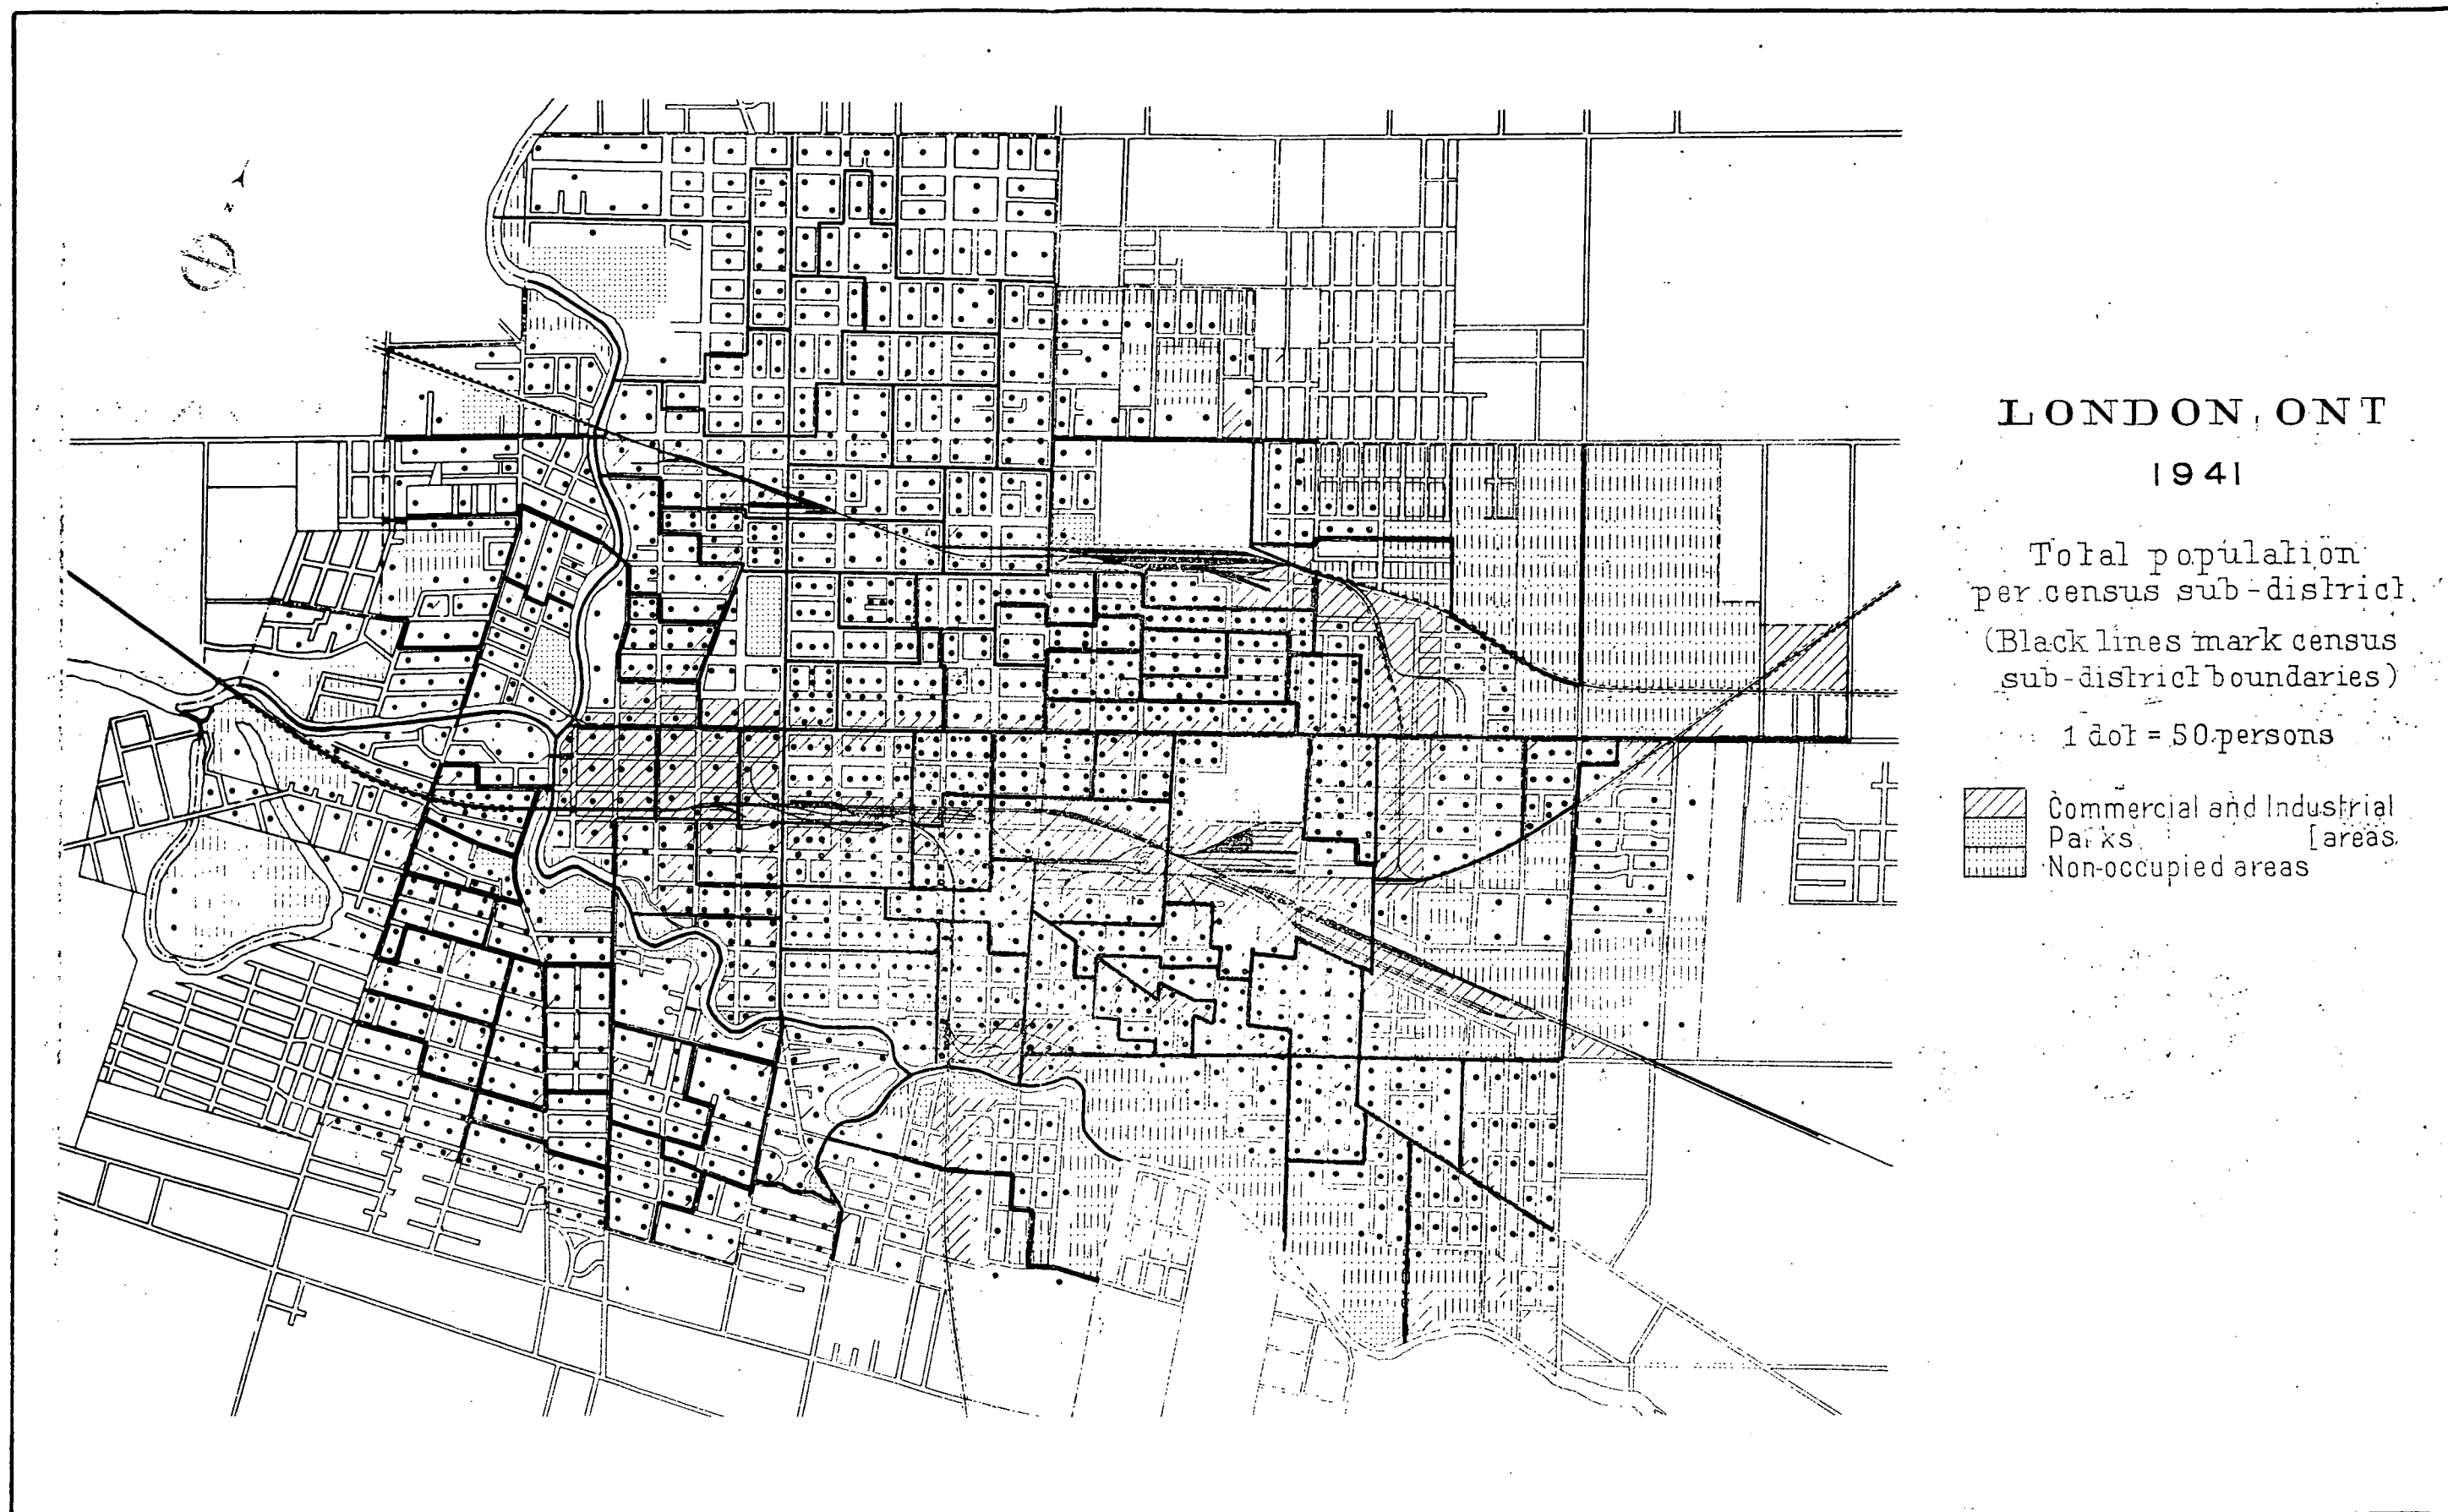 N
LONDON, ONT
1941
Total population
per census sub-district.
(Black lines mark census
sub-district boundaries)
1 dot = 50 persons
Commercial and Industrial
Parks [areas.
Non-occupied areas